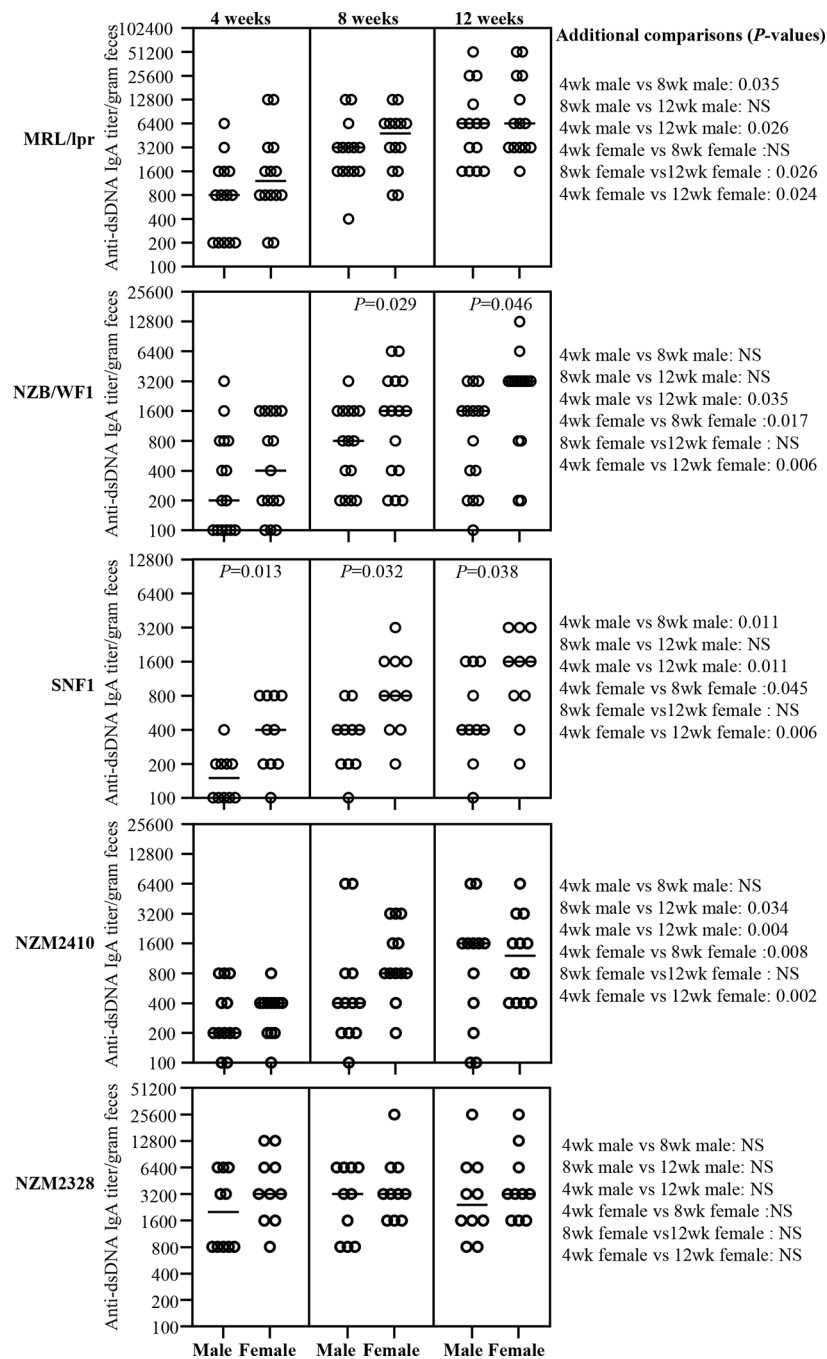 4 weeks 8 weeks 12 weeks
Additional comparisons (P-values)
MRL/lpr
Anti-dsDNA IgA titer/gram feces
102400
51200
25600
12800
6400
3200
1600
800
400
200
100
4wk male vs 8wk male: 0.035
8wk male vs 12wk male: NS
4wk male vs 12wk male: 0.026
4wk female vs 8wk female :NS
8wk female vs12wk female : 0.026
4wk female vs 12wk female: 0.024
NZB/WF1
Anti-dsDNA IgA titer/gram feces
25600
12800
6400
3200
1600
800
400
200
100
P=0.029 P=0.046
4wk male vs 8wk male: NS
8wk male vs 12wk male: NS
4wk male vs 12wk male: 0.035
4wk female vs 8wk female :0.017
8wk female vs12wk female : NS
4wk female vs 12wk female: 0.006
SNF1
Anti-dsDNA IgA titer/gram feces
12800
6400
3200
1600
800
400
200
100
P=0.013 P=0.032 P=0.038
4wk male vs 8wk male: 0.011
8wk male vs 12wk male: NS
4wk male vs 12wk male: 0.011
4wk female vs 8wk female :0.045
8wk female vs12wk female : NS
4wk female vs 12wk female: 0.006
NZM2410
Anti-dsDNA IgA titer/gram feces
25600
12800
6400
3200
1600
800
400
200
100
4wk male vs 8wk male: NS
8wk male vs 12wk male: 0.034
4wk male vs 12wk male: 0.004
4wk female vs 8wk female :0.008
8wk female vs12wk female : NS
4wk female vs 12wk female: 0.002
NZM2328
Anti-dsDNA IgA titer/gram feces
51200
25600
12800
6400
3200
1600
800
400
200
100
4wk male vs 8wk male: NS
8wk male vs 12wk male: NS
4wk male vs 12wk male: NS
4wk female vs 8wk female :NS
8wk female vs12wk female : NS
4wk female vs 12wk female: NS
Male Female Male Female Male Female